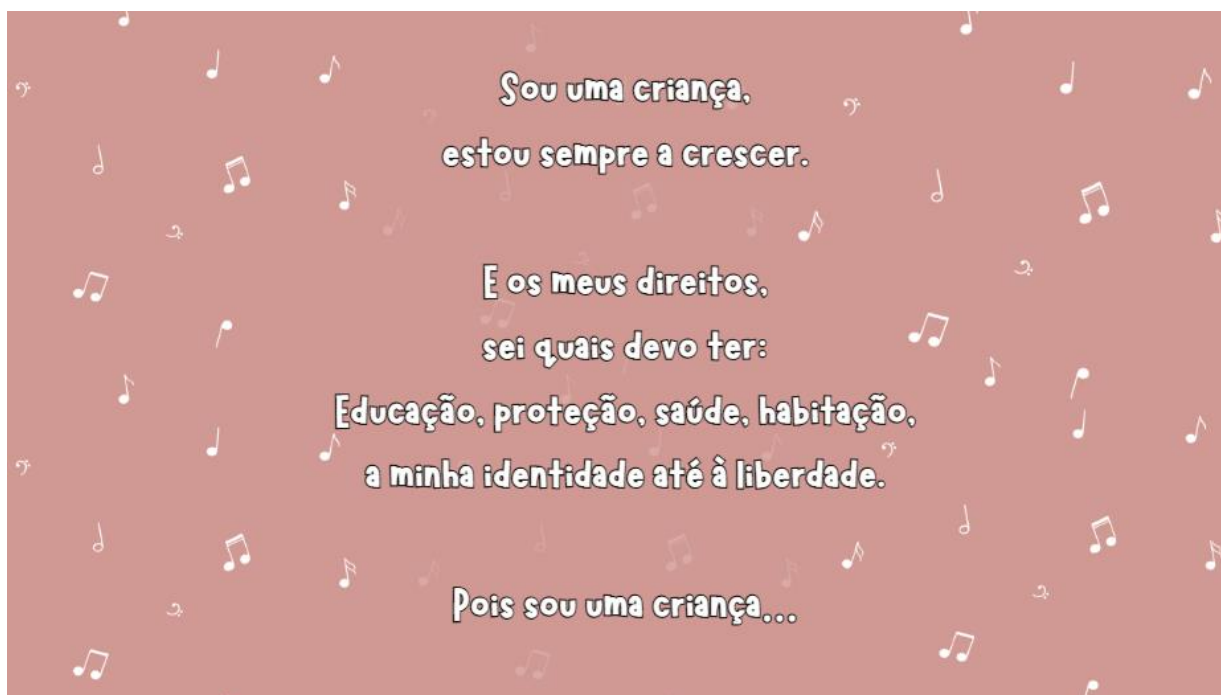 Sou uma criança,
estou sempre a crescer.
E os meus direitos,
sei quais devo ter:
Educação, proteção, saúde, habitação,
a minha identidade até à liberdade.
Pois sou uma criança...